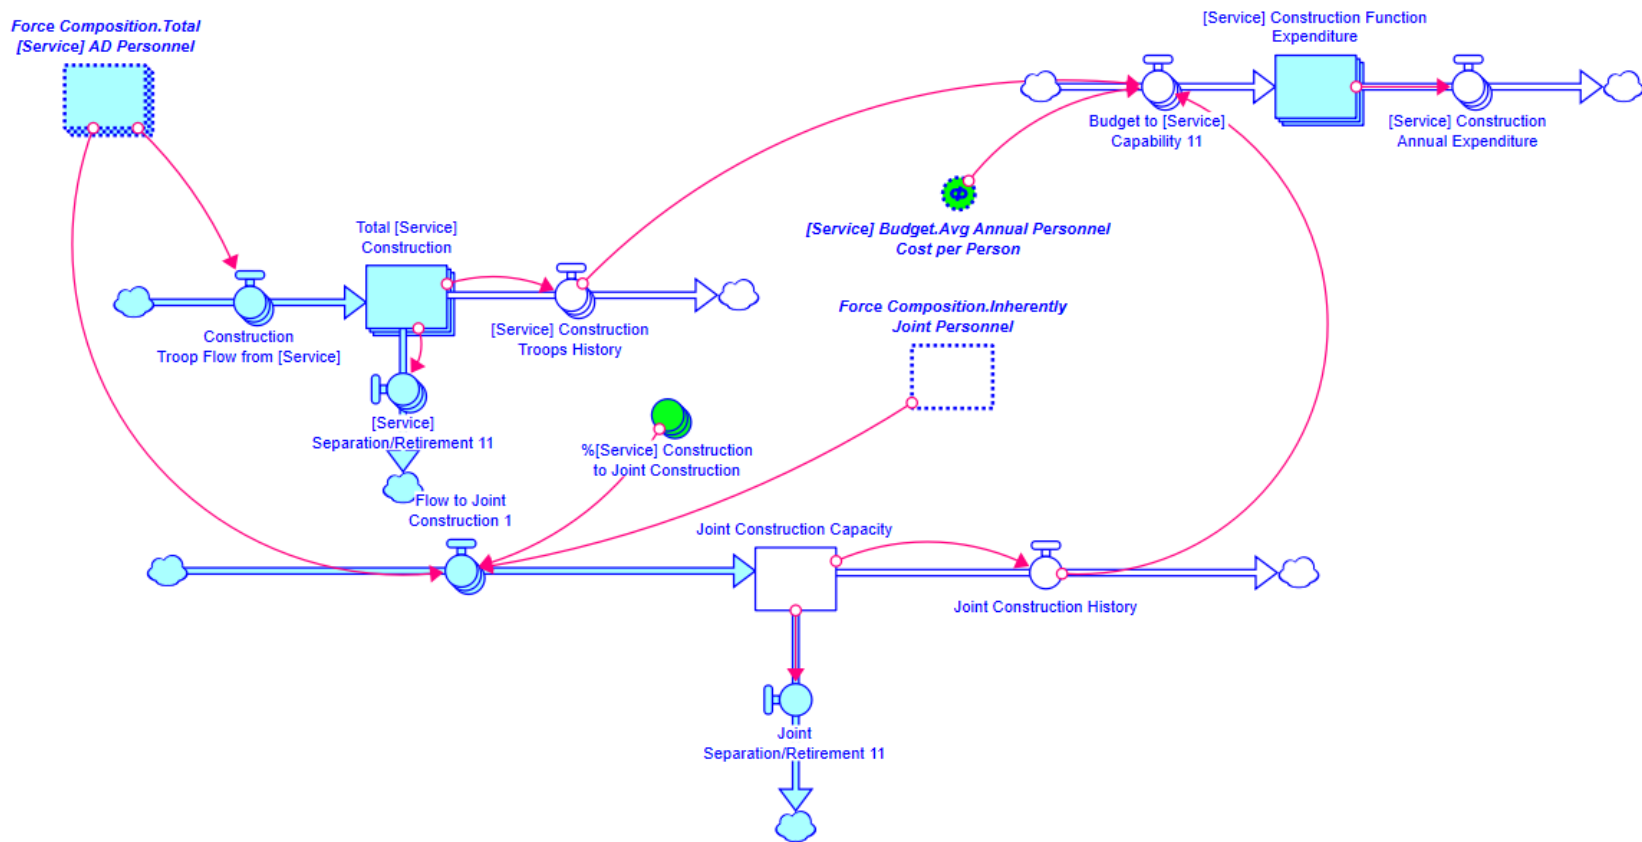 Force Composition.Total
[Service] AD Personnel
[Service] Construction Function
Expenditure
Budget to [Service]
Capability 11
[Service] Construction
Annual Expenditure
[Service] Budget.Avg Annual Personnel
Cost per Person
Total [Service]
Construction
Construction
Troop Flow from [Service]
[Service] Construction
Troops History
Force Composition.Inherently
Joint Personnel
[Service]
Separation/Retirement 11
%[Service] Construction
to Joint Construction
Flow to Joint
Construction 1
Joint Construction Capacity
Joint Construction History
Joint
Separation/Retirement 11